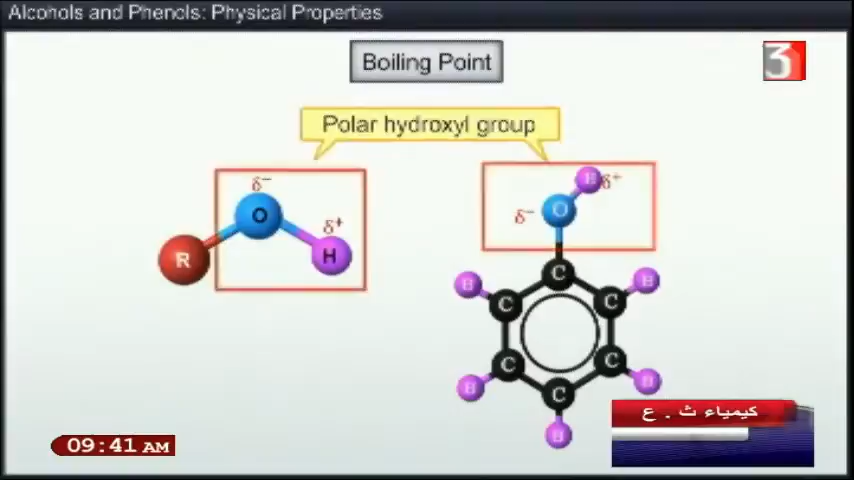 Alcohols and Phenols: Physical Properties
Boiling Point
3
Polar hydroxyl group
δ⁻
O
δ⁺
H
R
H
δ⁺
δ⁻
O
C
H
H
C
C
C
C
H
H
C
H
كيمياء ث . ع
09:41 AM